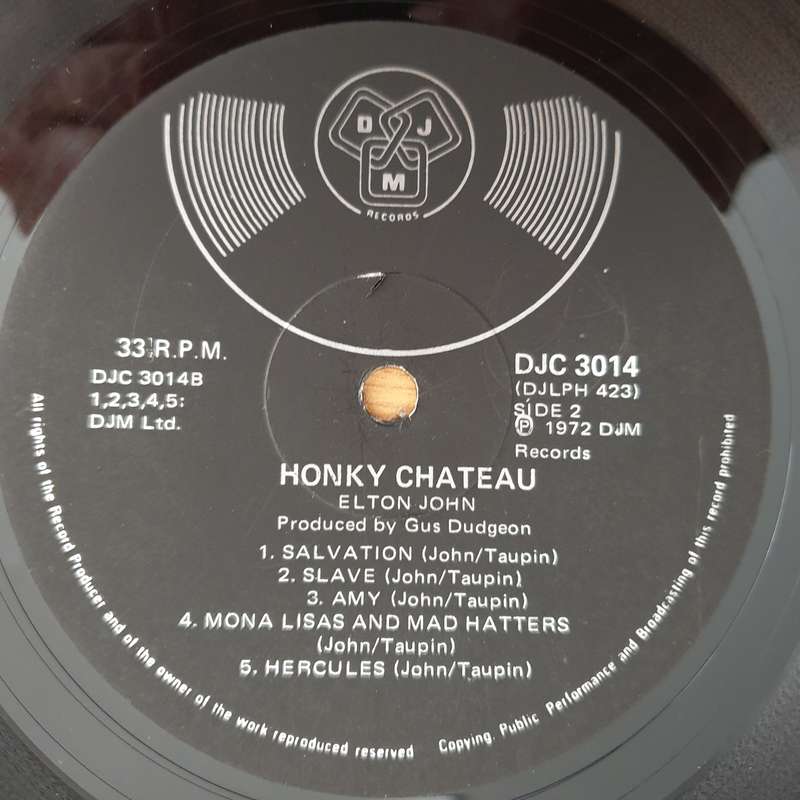 D J
M
RECORDS
33⅓ R.P.M.
DJC 3014B
1,2,3,4,5:
DJM Ltd.
DJC 3014
(DJLPH 423)
SIDE 2
Ⓟ 1972 DJM
Records
HONKY CHATEAU
ELTON JOHN
Produced by Gus Dudgeon
1. SALVATION (John/Taupin)
2. SLAVE (John/Taupin)
3. AMY (John/Taupin)
4. MONA LISAS AND MAD HATTERS
(John/Taupin)
5. HERCULES (John/Taupin)
All rights of the Record Producer and of the owner of the work reproduced reserved
Copying, Public Performance and Broadcasting of this record prohibited